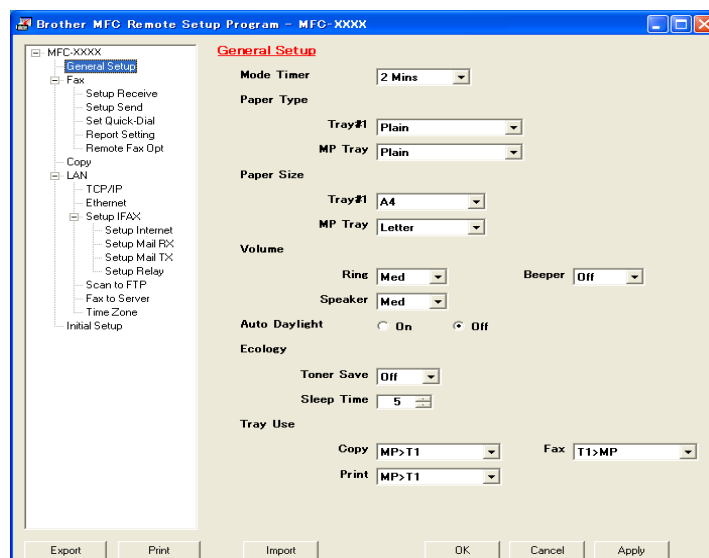 Brother MFC Remote Setup Program - MFC-XXXX
MFC-XXXX
General Setup
Fax
Setup Receive
Setup Send
Set Quick-Dial
Report Setting
Remote Fax Opt
Copy
LAN
TCP/IP
Ethernet
Setup IFAX
Setup Internet
Setup Mail RX
Setup Mail TX
Setup Relay
Scan to FTP
Fax to Server
Time Zone
Initial Setup
General Setup
Mode Timer 2 Mins
Paper Type
Tray#1 Plain
MP Tray Plain
Paper Size
Tray#1 A4
MP Tray Letter
Volume
Ring Med Beeper Off
Speaker Med
Auto Daylight On Off
Ecology
Toner Save Off
Sleep Time 5
Tray Use
Copy MP>T1 Fax T1>MP
Print MP>T1
Export Print Import OK Cancel Apply